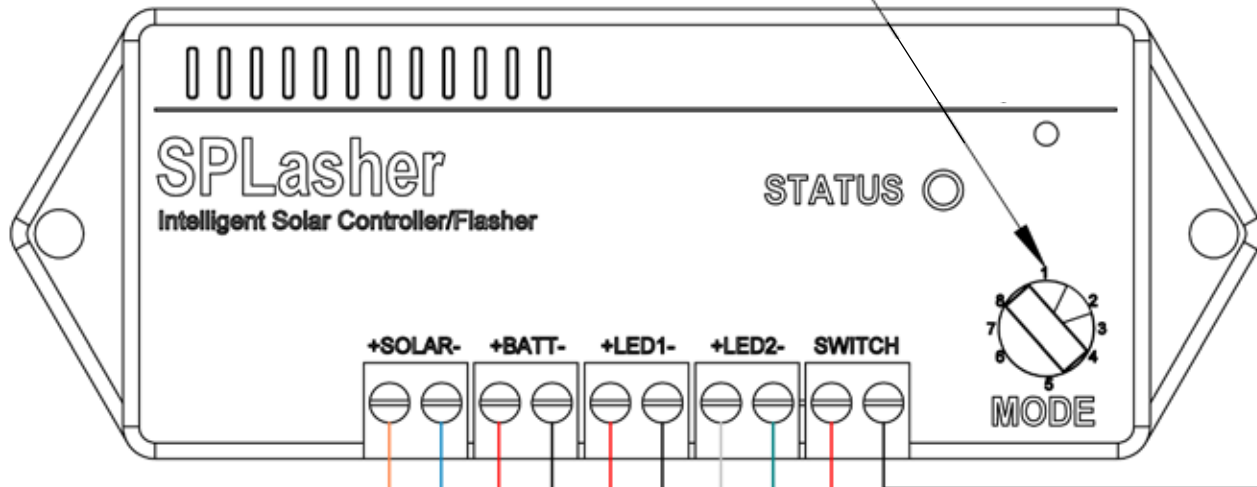 SPLasher
Intelligent Solar Controller/Flasher
STATUS
1
2
3
4
5
6
7
8
MODE
+SOLAR- +BATT- +LED1- +LED2- SWITCH